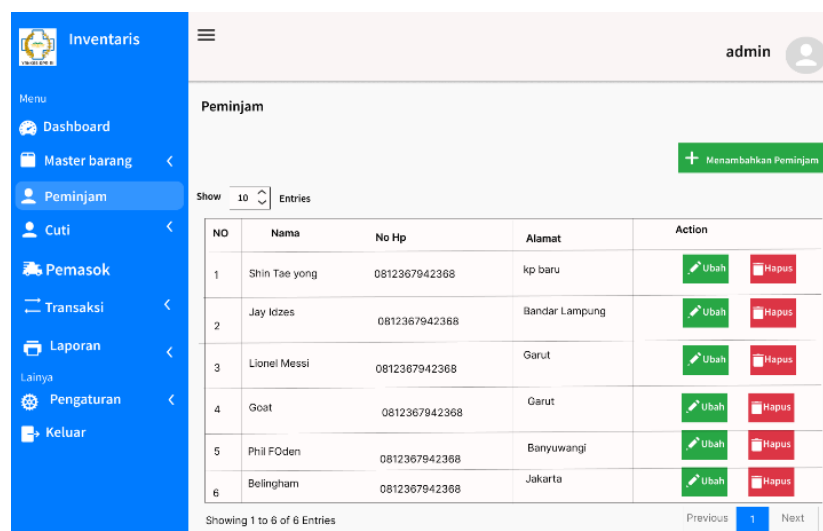 Inventaris
admin
Menu
Dashboard
Master barang
Peminjam
Cuti
Pemasok
Transaksi
Laporan
Lainya
Pengaturan
Keluar
Peminjam
Menambahkan Peminjam
Show 10 Entries
NO Nama No Hp Alamat Action
1 Shin Tae yong 0812367942368 kp baru Ubah Hapus
2 Jay Idzes 0812367942368 Bandar Lampung Ubah Hapus
3 Lionel Messi 0812367942368 Garut Ubah Hapus
4 Goat 0812367942368 Garut Ubah Hapus
5 Phil FOden 0812367942368 Banyuwangi Ubah Hapus
6 Belingham 0812367942368 Jakarta Ubah Hapus
Showing 1 to 6 of 6 Entries
Previous 1 Next